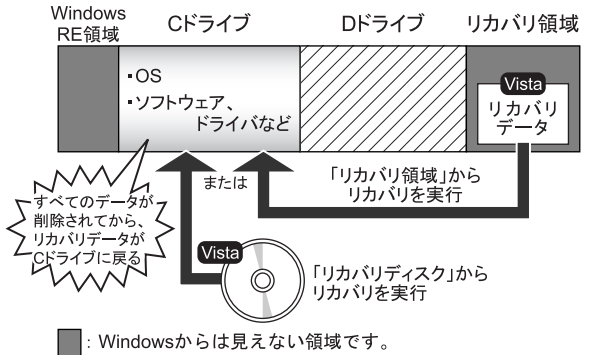 Windows
RE領域
Cドライブ
Dドライブ
リカバリ領域
・OS
・ソフトウェア、
ドライバなど
Vista
リカバリ
データ
すべてのデータが
削除されてから、
リカバリデータが
Cドライブに戻る
または
「リカバリ領域」から
リカバリを実行
Vista
「リカバリディスク」から
リカバリを実行
：Windowsからは見えない領域です。